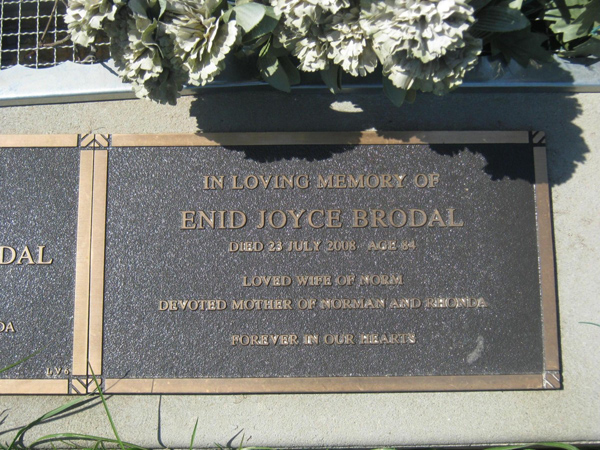 IN LOVING MEMORY OF
ENID JOYCE BRODAL
DIED 23 JULY 2008 AGE 84
LOVED WIFE OF NORM
DEVOTED MOTHER OF NORMAN AND RHONDA
FOREVER IN OUR HEARTS
DAL
DA